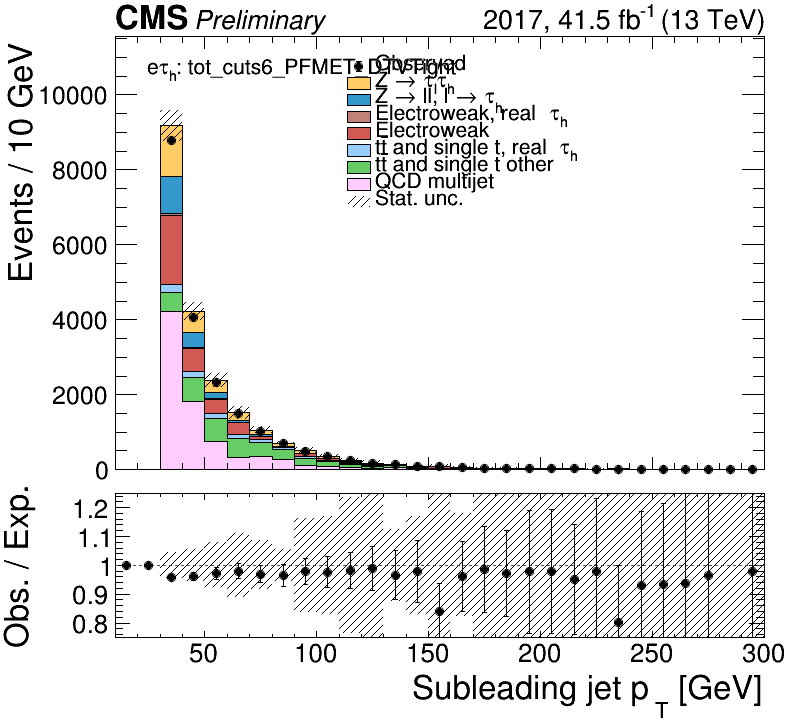 CMS Preliminary 2017, 41.5 fb⁻¹ (13 TeV)
eτh: tot_cuts6_PFMET
Observed
Z → ττh
Z → ll, l → τh
Electroweak, real τh
Electroweak
tt̄ and single t, real τh
tt̄ and single t other
QCD multijet
Stat. unc.
Events / 10 GeV
10000
8000
6000
4000
2000
0
Obs. / Exp.
1.2
1.1
1
0.9
0.8
50 100 150 200 250 300
Subleading jet pT [GeV]